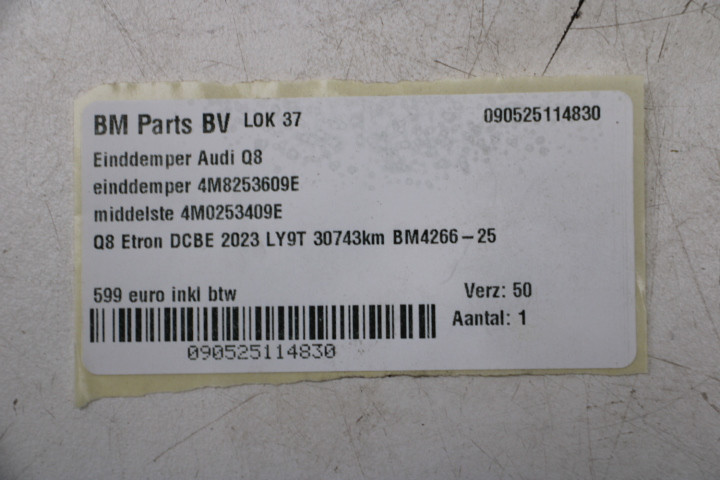 BM Parts BV LOK 37 090525114830
Einddemper Audi Q8
einddemper 4M8253609E
middelste 4M0253409E
Q8 Etron DCBE 2023 LY9T 30743km BM4266-25
599 euro inkl btw Verz: 50
Aantal: 1
090525114830